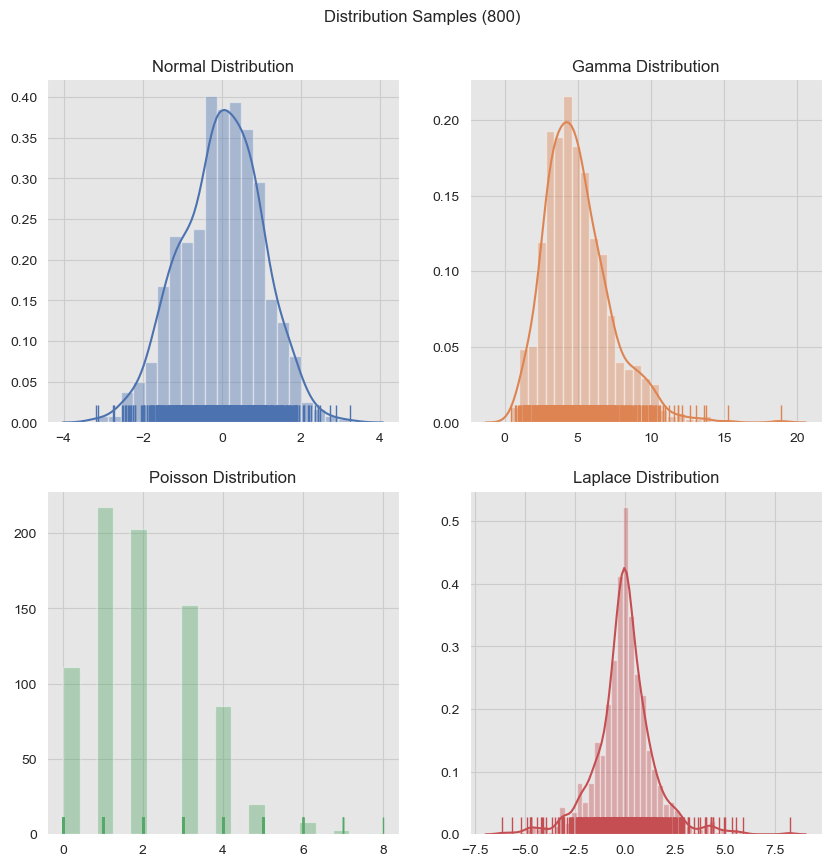 Distribution Samples (800)
Normal Distribution
0.40
0.35
0.30
0.25
0.20
0.15
0.10
0.05
0.00
−4 −2 0 2 4
Gamma Distribution
0.20
0.15
0.10
0.05
0.00
0 5 10 15 20
Poisson Distribution
200
150
100
50
0
0 2 4 6 8
Laplace Distribution
0.5
0.4
0.3
0.2
0.1
0.0
−7.5 −5.0 −2.5 0.0 2.5 5.0 7.5